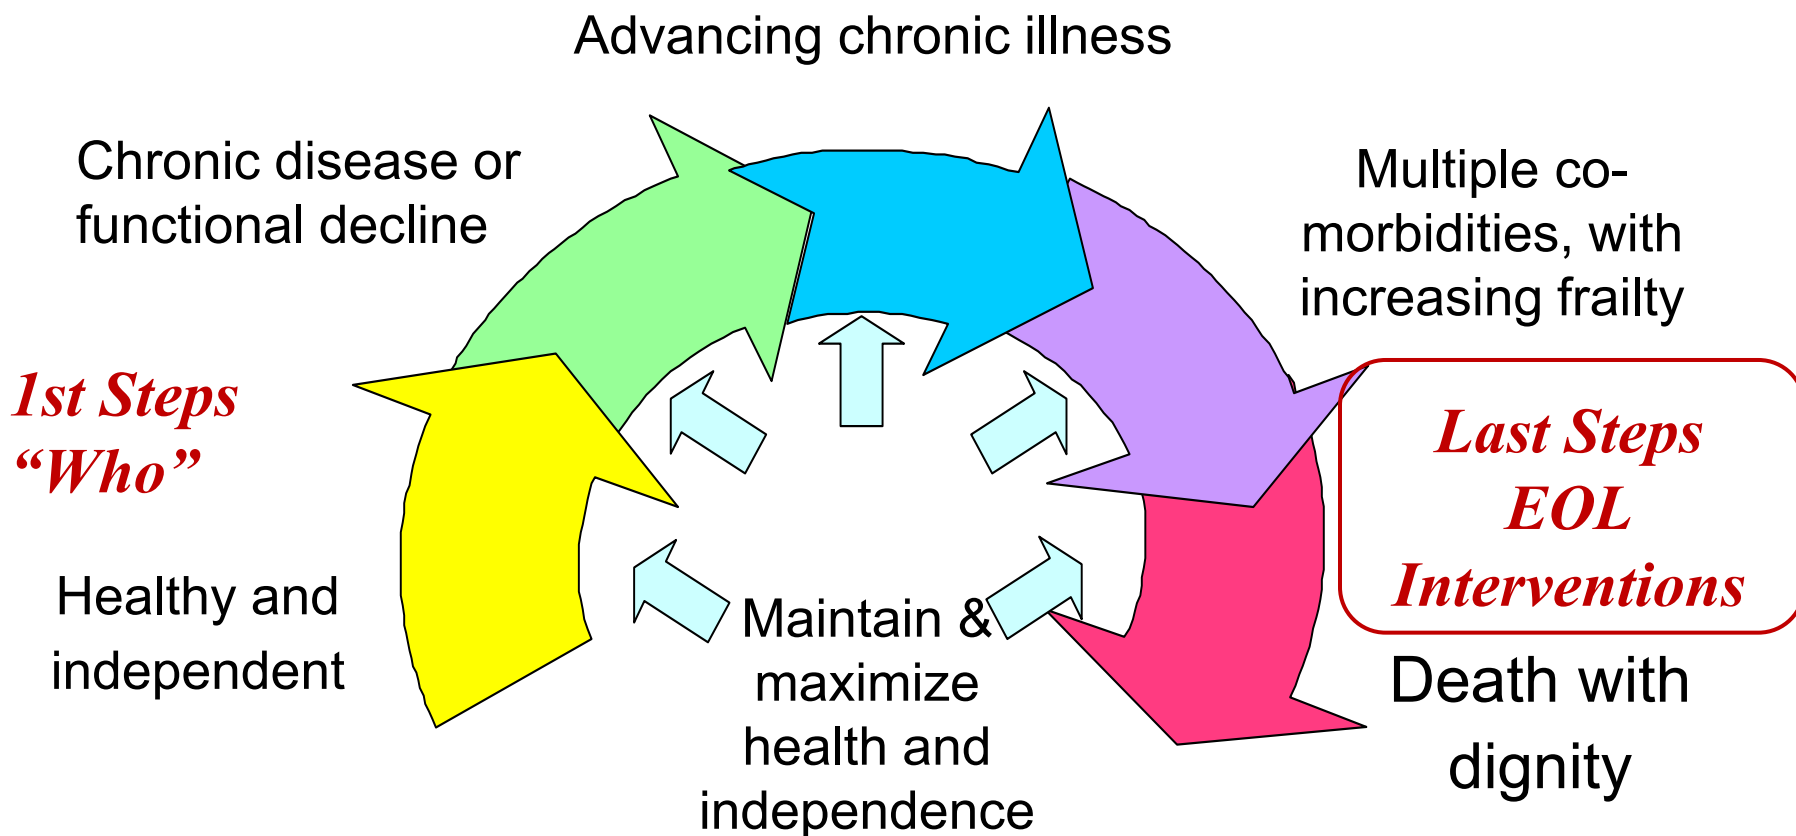 Advancing chronic illness
Chronic disease or
functional decline
Multiple co-
morbidities, with
increasing frailty
1st Steps
“Who”
Last Steps
EOL
Interventions
Healthy and
independent
Maintain &
maximize
health and
independence
Death with
dignity